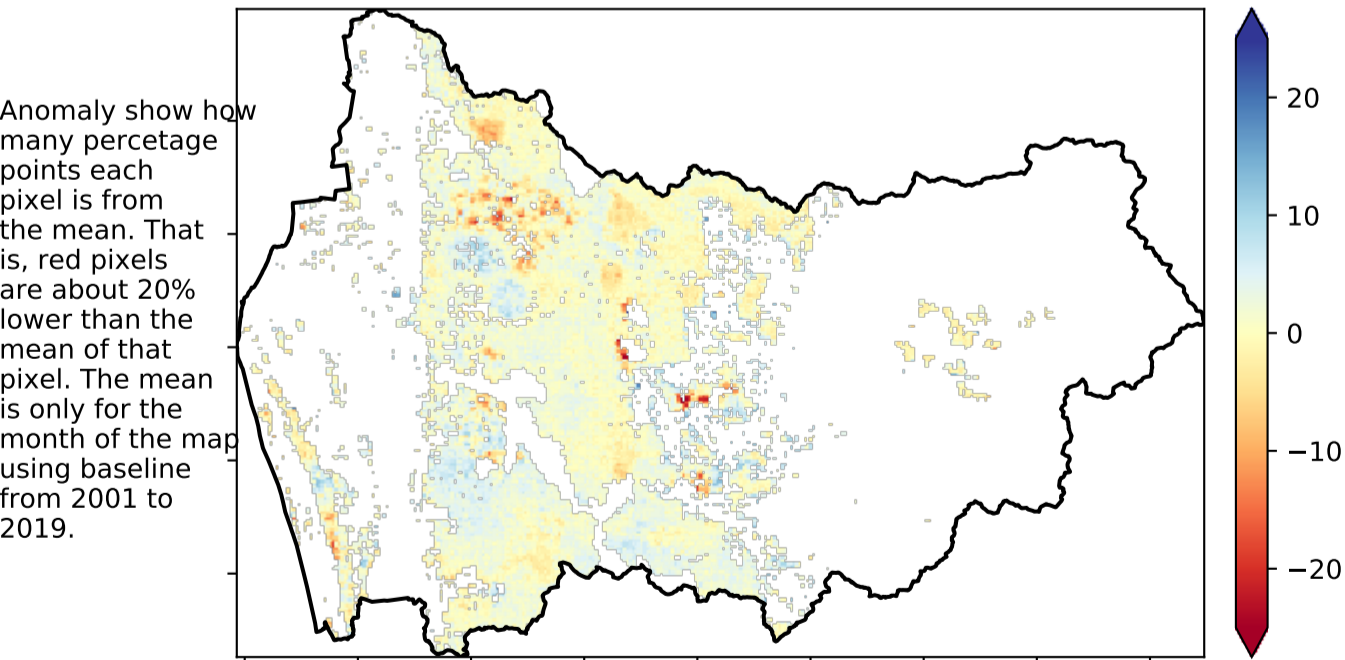 Anomaly show how
many percetage
points each
pixel is from
the mean. That
is, red pixels
are about 20%
lower than the
mean of that
pixel. The mean
is only for the
month of the map
using baseline
from 2001 to
2019.
20
10
0
−10
−20